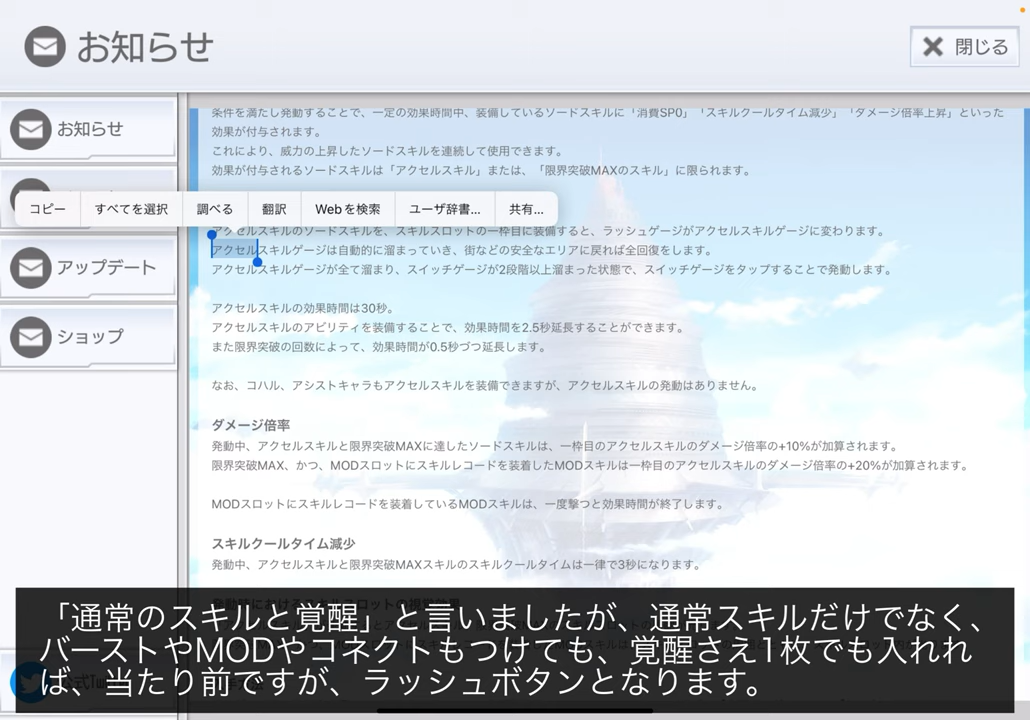 お知らせ
閉じる
お知らせ
アップデート
ショップ
条件を満たし発動することで、一定の効果時間中、装備しているソードスキルに「消費SP0」「スキルクールタイム減少」「ダメージ倍率上昇」といった
効果が付与されます。
これにより、威力の上昇したソードスキルを連続して使用できます。
効果が付与されるソードスキルは「アクセルスキル」または、「限界突破MAXのスキル」に限られます。
コピー
すべてを選択
調べる
翻訳
Webを検索
ユーザ辞書...
共有...
アクセルスキルのソードスキルを、スキルスロットの一枠目に装備すると、ラッシュゲージがアクセルスキルゲージに変わります。
アクセルスキルゲージは自動的に溜まっていき、街などの安全なエリアに戻れば全回復をします。
アクセルスキルゲージが全て溜まり、スイッチゲージが2段階以上溜まった状態で、スイッチゲージをタップすることで発動します。
アクセルスキルの効果時間は30秒。
アクセルスキルのアビリティを装備することで、効果時間を2.5秒延長することができます。
また限界突破の回数によって、効果時間が0.5秒づつ延長します。
なお、コハル、アシストキャラもアクセルスキルを装備できますが、アクセルスキルの発動はありません。
ダメージ倍率
発動中、アクセルスキルと限界突破MAXに達したソードスキルは、一枠目のアクセルスキルのダメージ倍率の+10%が加算されます。
限界突破MAX、かつ、MODスロットにスキルレコードを装着したMODスキルは一枠目のアクセルスキルのダメージ倍率の+20%が加算されます。
MODスロットにスキルレコードを装着しているMODスキルは、一度撃つと効果時間が終了します。
スキルクールタイム減少
発動中、アクセルスキルと限界突破MAXスキルのスキルクールタイムは一律で3秒になります。
「通常のスキルと覚醒」と言いましたが、通常スキルだけでなく、
バーストやMODやコネクトもつけても、覚醒さえ1枚でも入れれ
ば、当たり前ですが、ラッシュボタンとなります。